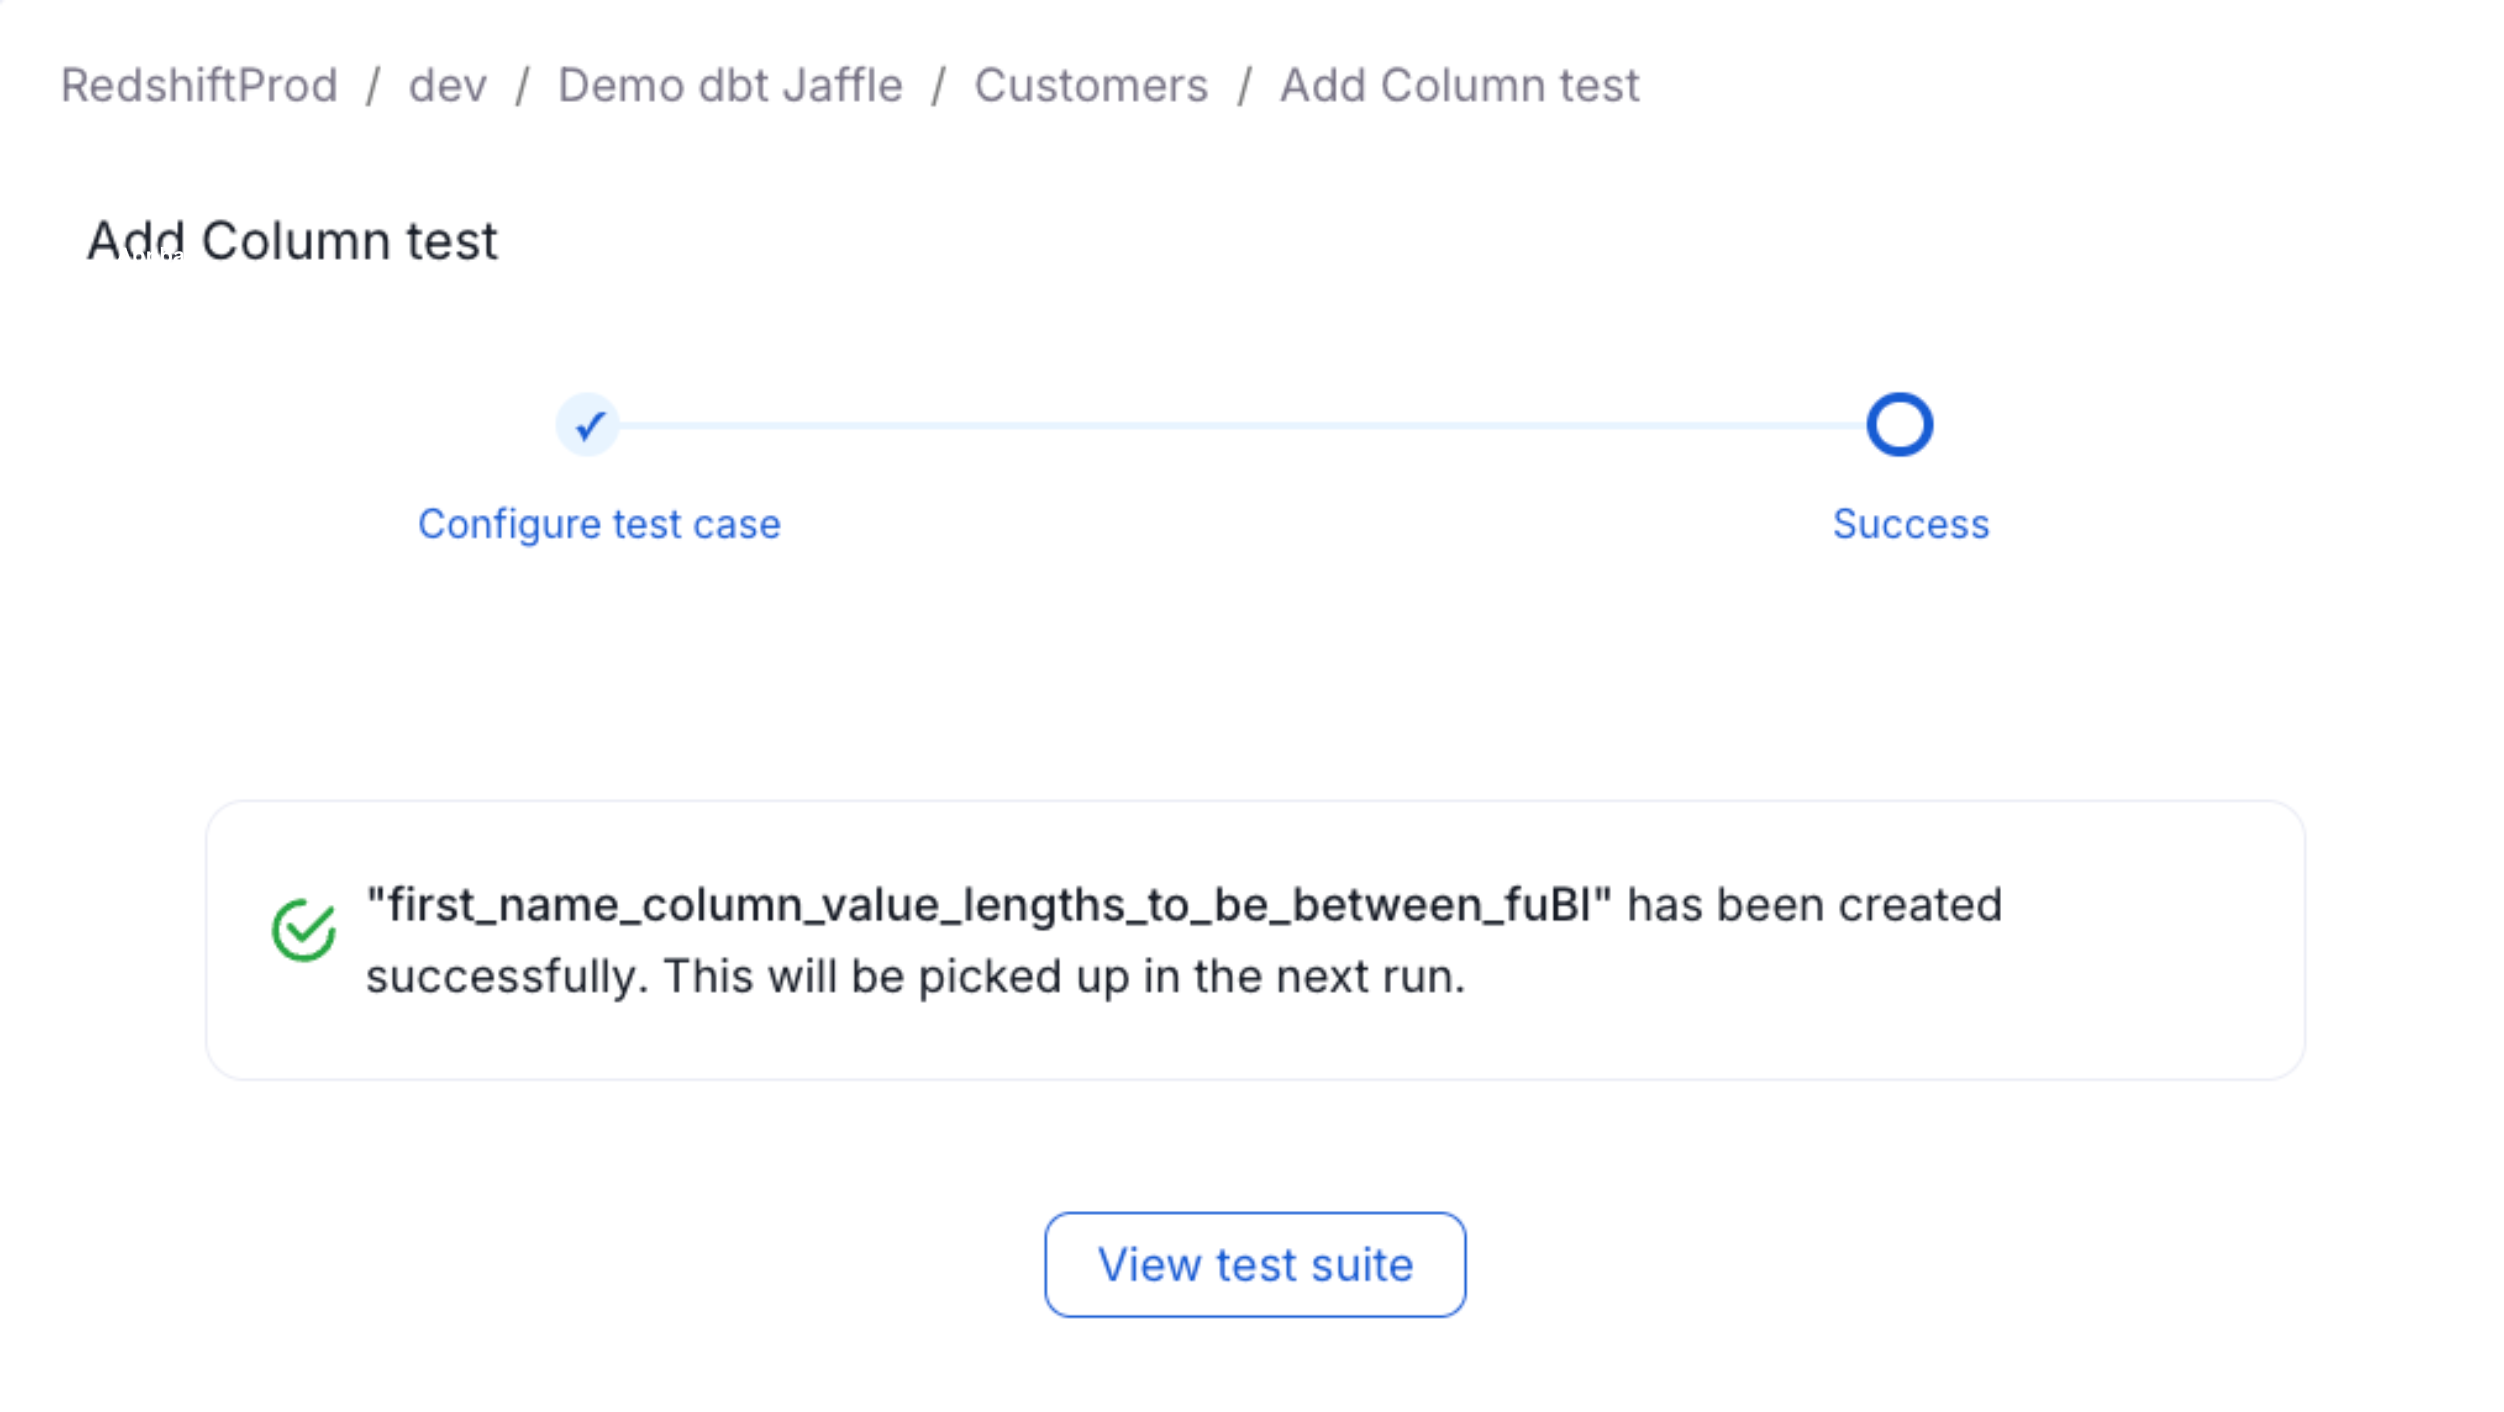 RedshiftProd / dev / Demo dbt Jaffle / Customers / Add Column test
Add Column test
Configure test case
Success
"first_name_column_value_lengths_to_be_between_fuBI" has been created
successfully. This will be picked up in the next run.
View test suite